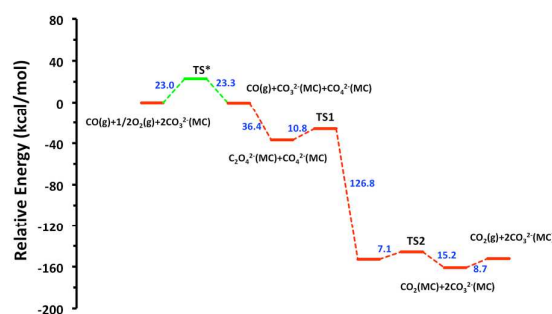 80
40
0
-40
-80
-120
-160
-200
Relative Energy (kcal/mol)
TS*
23.0
23.3
CO(g)+CO₃²⁻(MC)+CO₄²⁻(MC)
CO(g)+1/2O₂(g)+2CO₃²⁻(MC)
36.4
10.8
TS1
C₂O₄²⁻(MC)+CO₄²⁻(MC)
126.8
7.1
TS2
15.2
8.7
CO₂(g)+2CO₃²⁻(MC)
CO₂(MC)+2CO₃²⁻(MC)